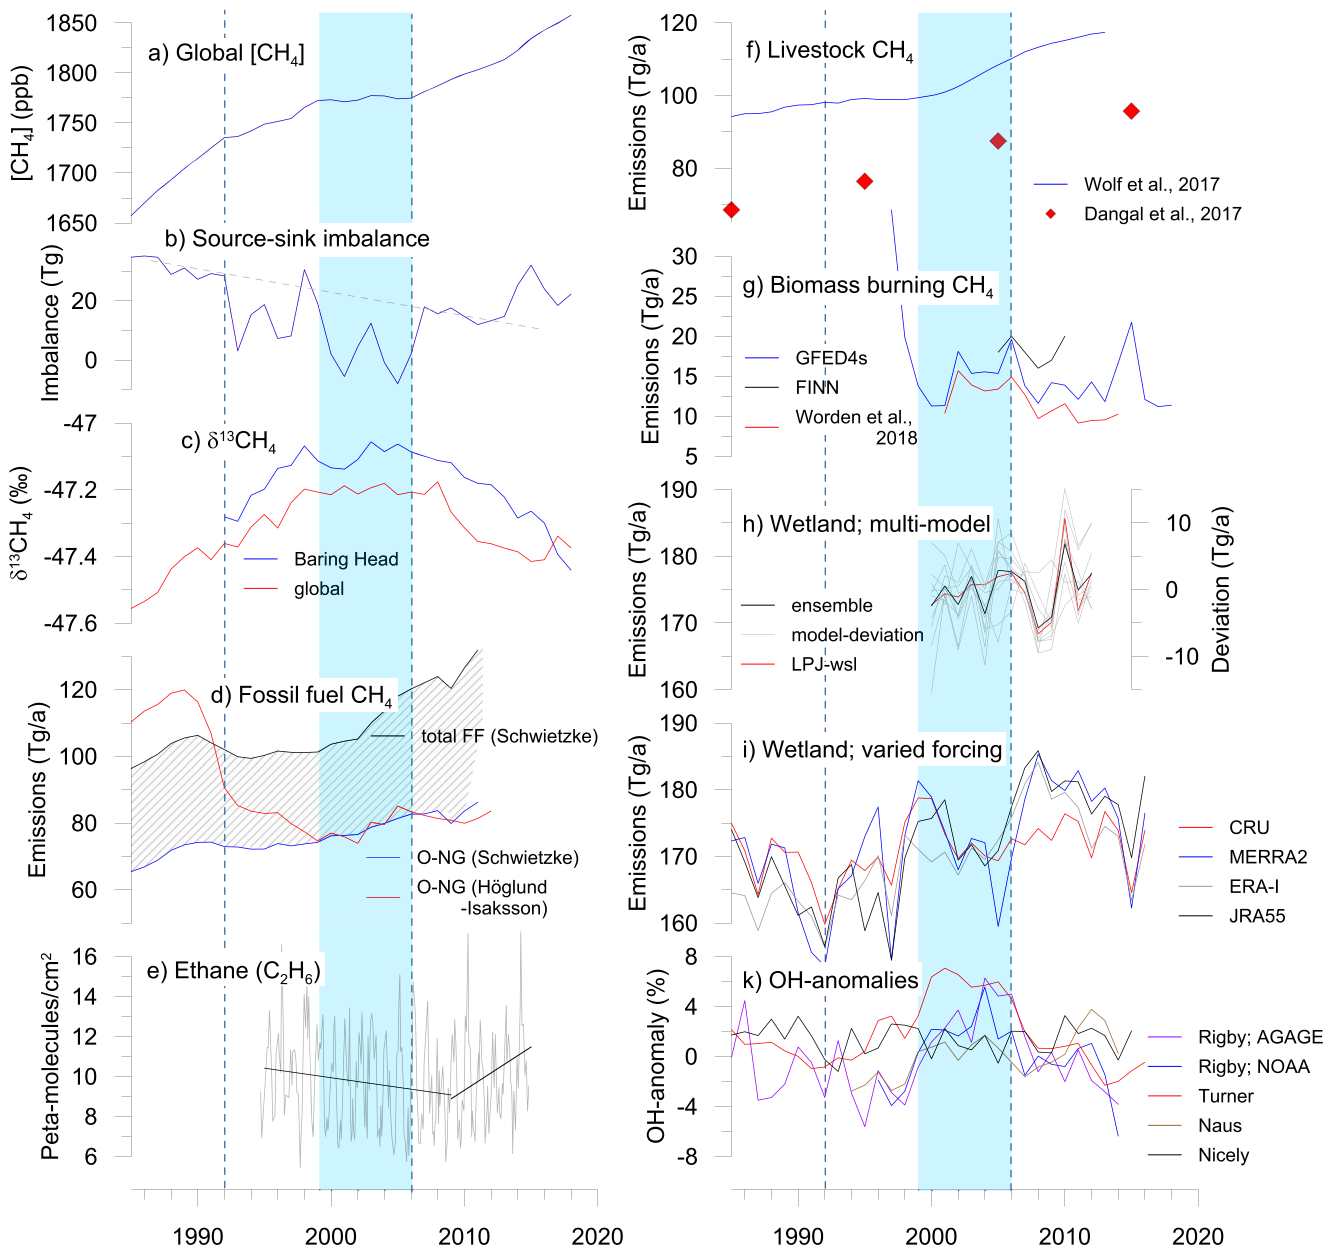 a) Global [CH4]
[CH4] (ppb)
1850
1800
1750
1700
1650
b) Source-sink imbalance
Imbalance (Tg)
20
0
c) δ13CH4
δ13CH4 (‰)
-47
-47.2
-47.4
-47.6
Baring Head
global
d) Fossil fuel CH4
Emissions (Tg/a)
120
100
80
60
total FF (Schwietzke)
O-NG (Schwietzke)
O-NG (Höglund
-Isaksson)
e) Ethane (C2H6)
Peta-molecules/cm2
16
14
12
10
8
6
1990
2000
2010
2020
f) Livestock CH4
Emissions (Tg/a)
120
100
80
Wolf et al., 2017
Dangal et al., 2017
g) Biomass burning CH4
Emissions (Tg/a)
30
25
20
15
10
5
GFED4s
FINN
Worden et al.,
2018
h) Wetland; multi-model
Emissions (Tg/a)
190
180
170
160
ensemble
model-deviation
LPJ-wsl
10
0
-10
Deviation (Tg/a)
i) Wetland; varied forcing
Emissions (Tg/a)
190
180
170
160
CRU
MERRA2
ERA-I
JRA55
k) OH-anomalies
OH-anomaly (%)
8
4
0
-4
-8
Rigby; AGAGE
Rigby; NOAA
Turner
Naus
Nicely
1990
2000
2010
2020